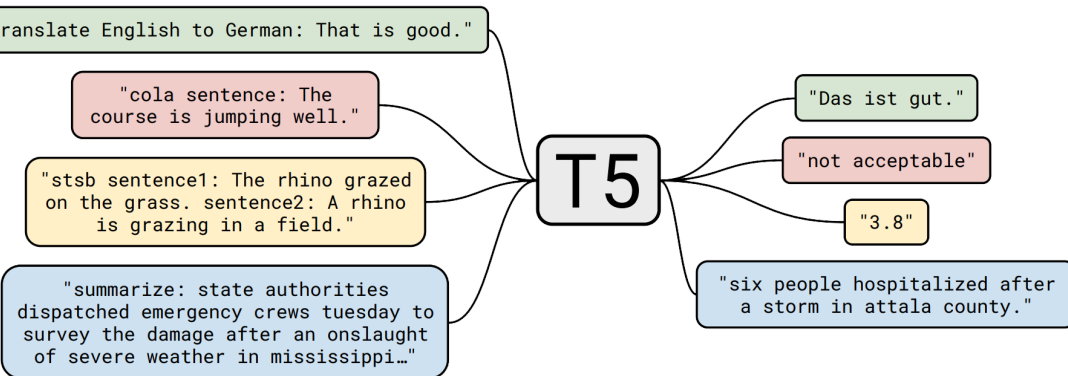 ranslate English to German: That is good."
"cola sentence: The
course is jumping well."
"stsb sentence1: The rhino grazed
on the grass. sentence2: A rhino
is grazing in a field."
"summarize: state authorities
dispatched emergency crews tuesday to
survey the damage after an onslaught
of severe weather in mississippi…"
T5
"Das ist gut."
"not acceptable"
"3.8"
"six people hospitalized after
a storm in attala county."